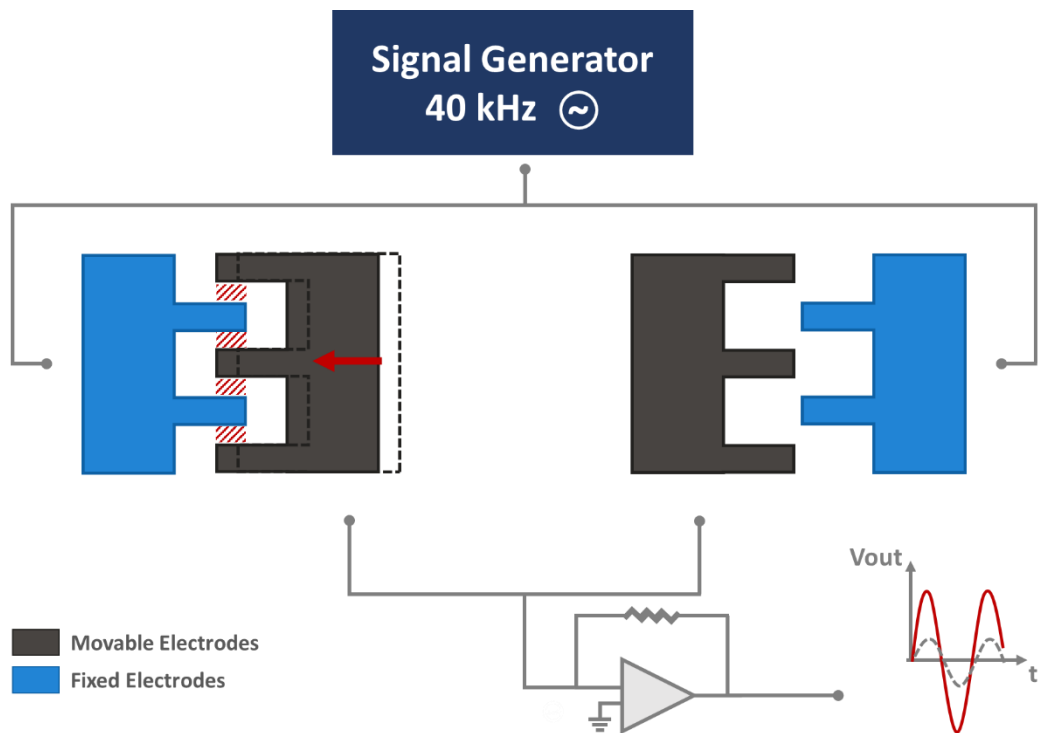 Signal Generator
40 kHz ~
Vout
t
Movable Electrodes
Fixed Electrodes